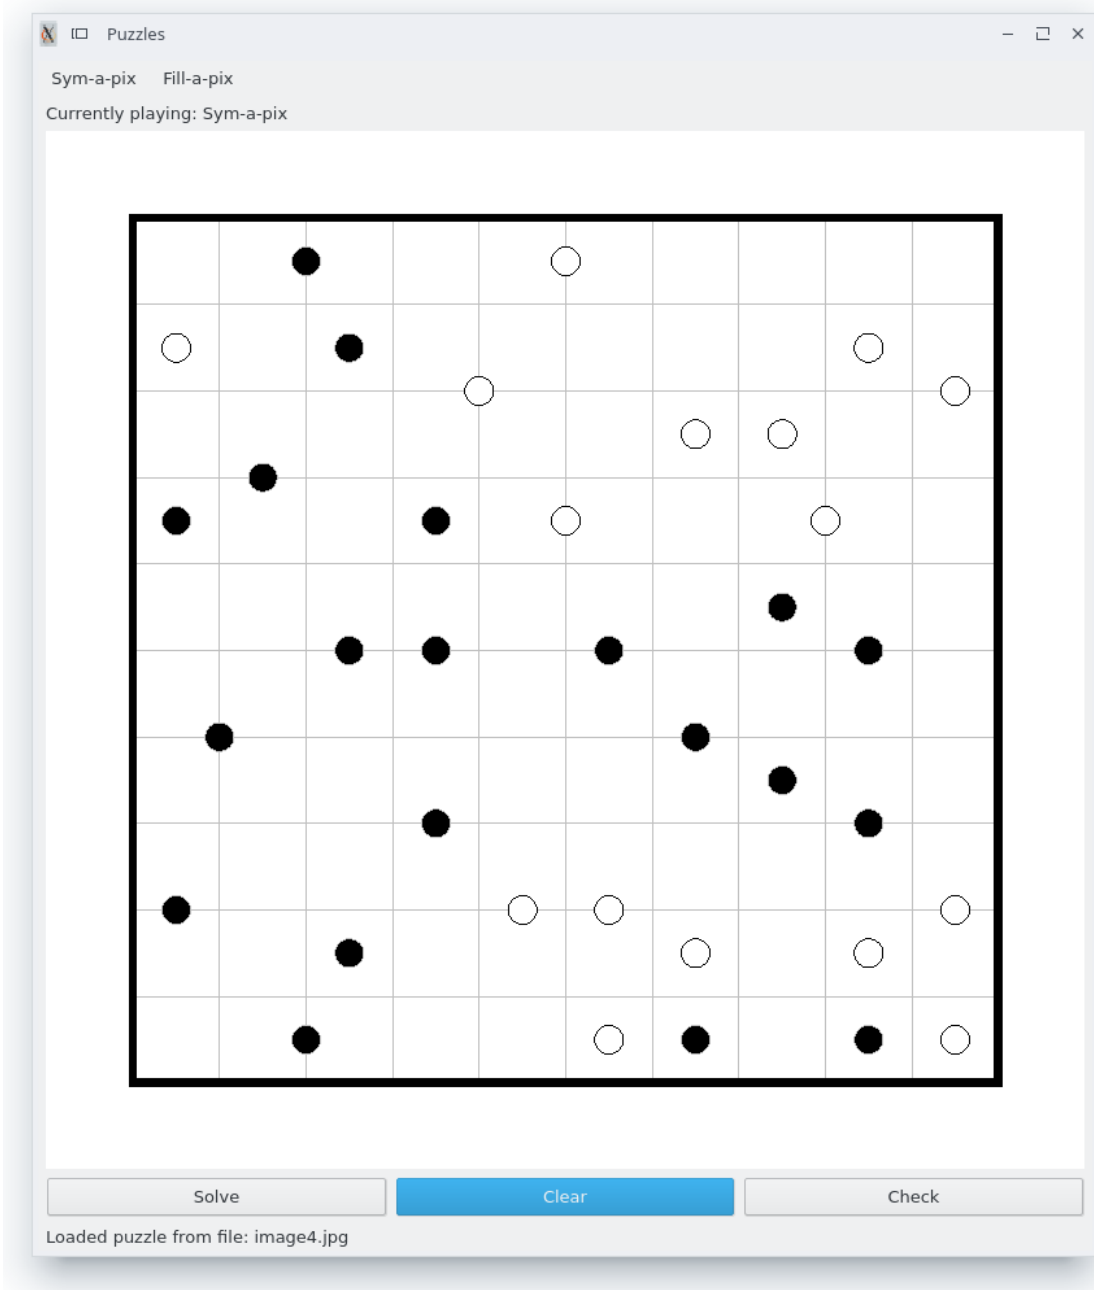 Puzzles
Sym-a-pix Fill-a-pix
Currently playing: Sym-a-pix
Solve Clear Check
Loaded puzzle from file: image4.jpg